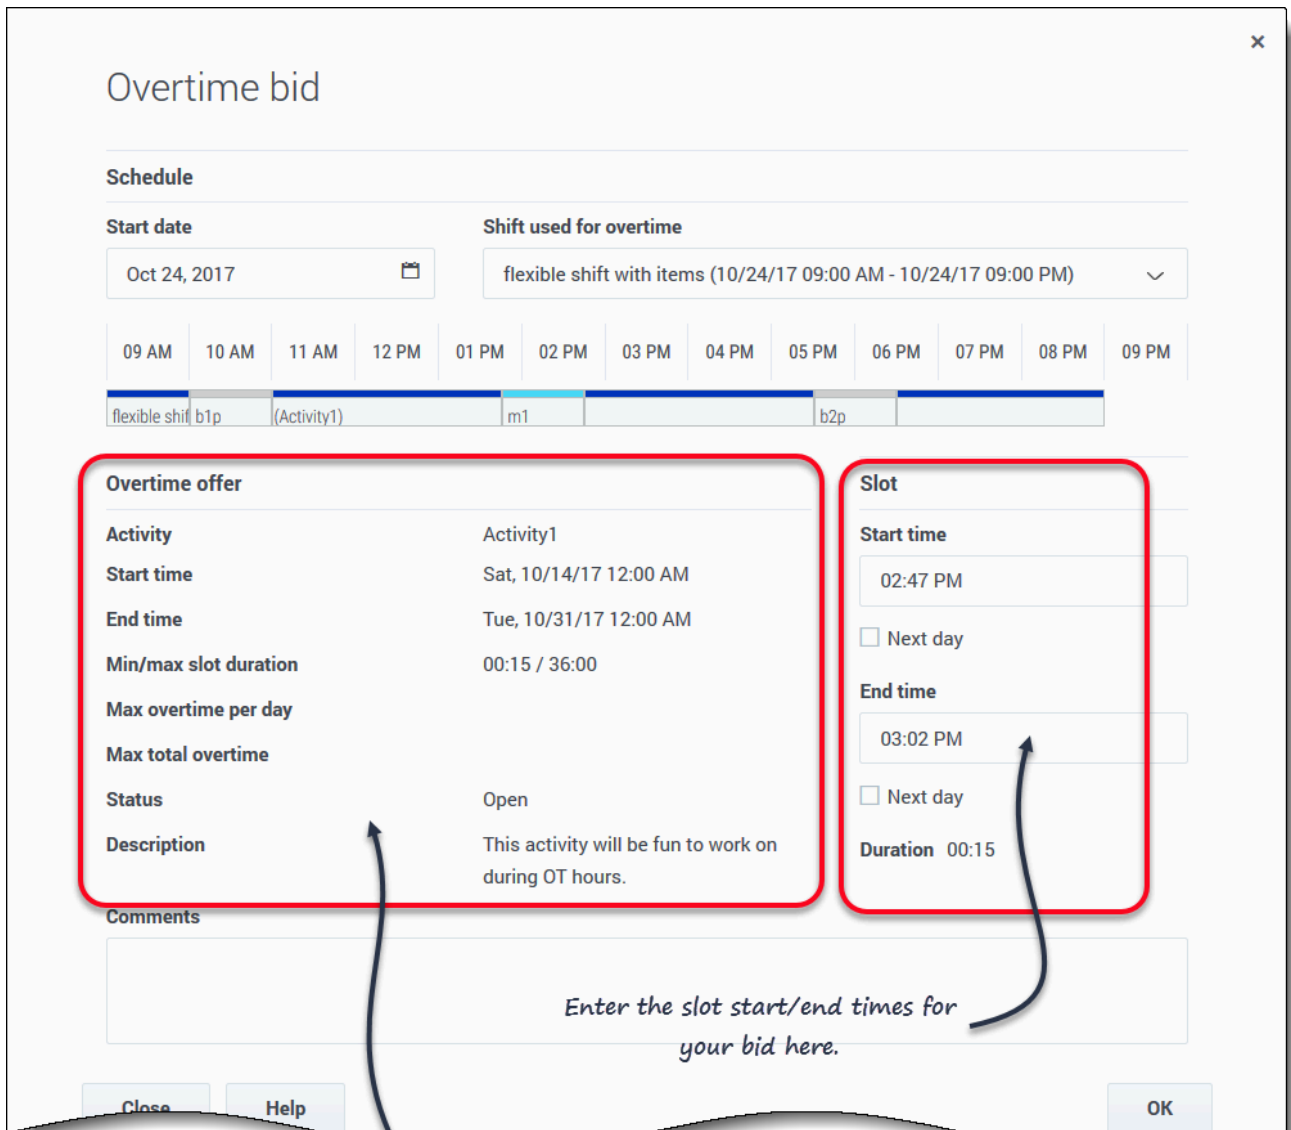 ×
Overtime bid
Schedule
Start date
Shift used for overtime
Oct 24, 2017
flexible shift with items (10/24/17 09:00 AM - 10/24/17 09:00 PM)
09 AM 10 AM 11 AM 12 PM 01 PM 02 PM 03 PM 04 PM 05 PM 06 PM 07 PM 08 PM 09 PM
flexible shif b1p (Activity1) m1 b2p
Overtime offer
Activity Activity1
Start time Sat, 10/14/17 12:00 AM
End time Tue, 10/31/17 12:00 AM
Min/max slot duration 00:15 / 36:00
Max overtime per day
Max total overtime
Status Open
Description This activity will be fun to work on
during OT hours.
Slot
Start time
02:47 PM
Next day
End time
03:02 PM
Next day
Duration 00:15
Comments
Enter the slot start/end times for
your bid here.
Close Help OK